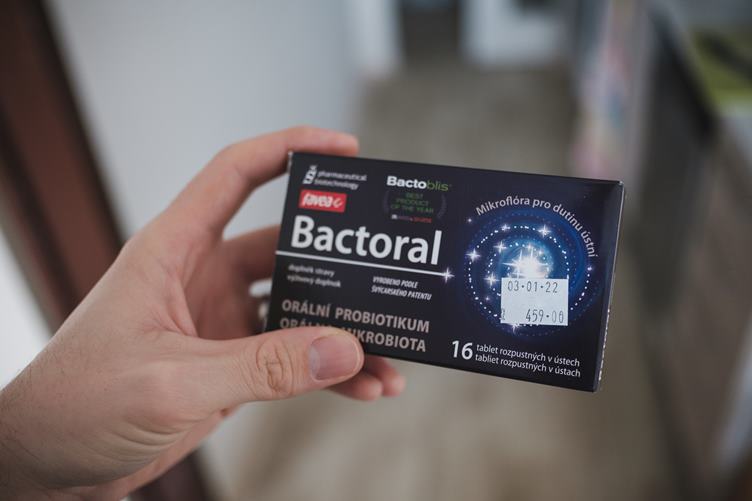 pharmaceutical
biotechnology
favea
Bactoblis®
BEST
PRODUCT
OF THE YEAR
Mikroflóra pro dutinu ústní
Bactoral
doplněk stravy
výživový doplnok
VYROBENO PODLE
ŠVÝCARSKÉHO PATENTU
03·01·22
459·00
ORÁLNÍ PROBIOTIKUM
MIKROBIOTA
16 tablet rozpustných v ústech
tabliet rozpustných v ústach